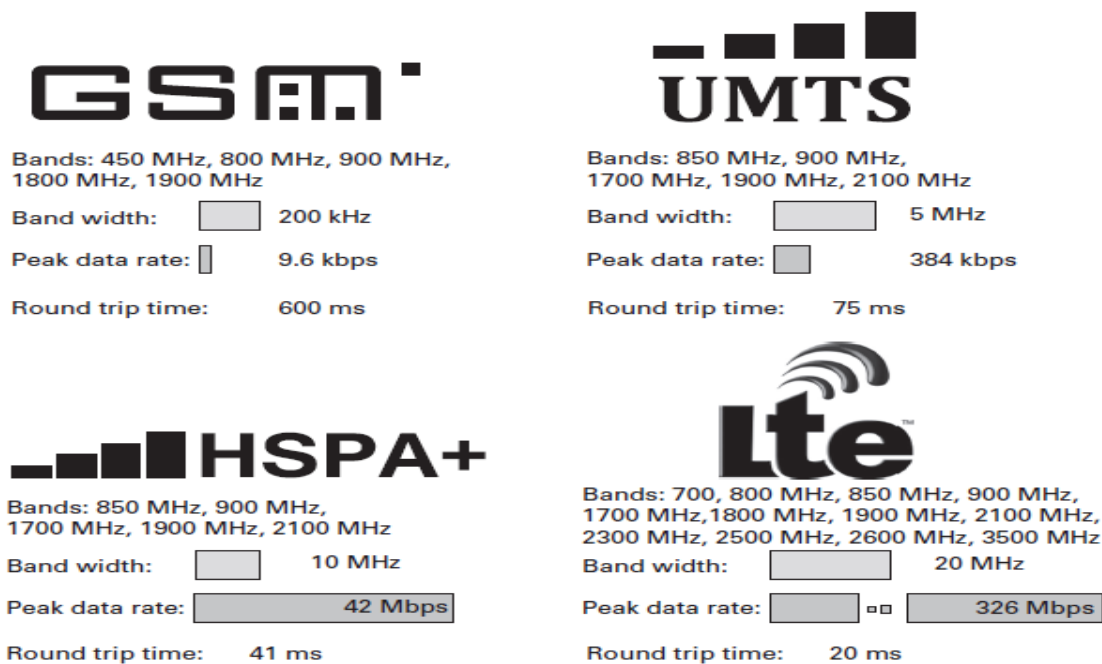 GSM
Bands: 450 MHz, 800 MHz, 900 MHz,
1800 MHz, 1900 MHz
Band width: 200 kHz
Peak data rate: 9.6 kbps
Round trip time: 600 ms
UMTS
Bands: 850 MHz, 900 MHz,
1700 MHz, 1900 MHz, 2100 MHz
Band width: 5 MHz
Peak data rate: 384 kbps
Round trip time: 75 ms
HSPA+
Bands: 850 MHz, 900 MHz,
1700 MHz, 1900 MHz, 2100 MHz
Band width: 10 MHz
Peak data rate: 42 Mbps
Round trip time: 41 ms
Lte™
Bands: 700, 800 MHz, 850 MHz, 900 MHz,
1700 MHz,1800 MHz, 1900 MHz, 2100 MHz,
2300 MHz, 2500 MHz, 2600 MHz, 3500 MHz
Band width: 20 MHz
Peak data rate: 326 Mbps
Round trip time: 20 ms